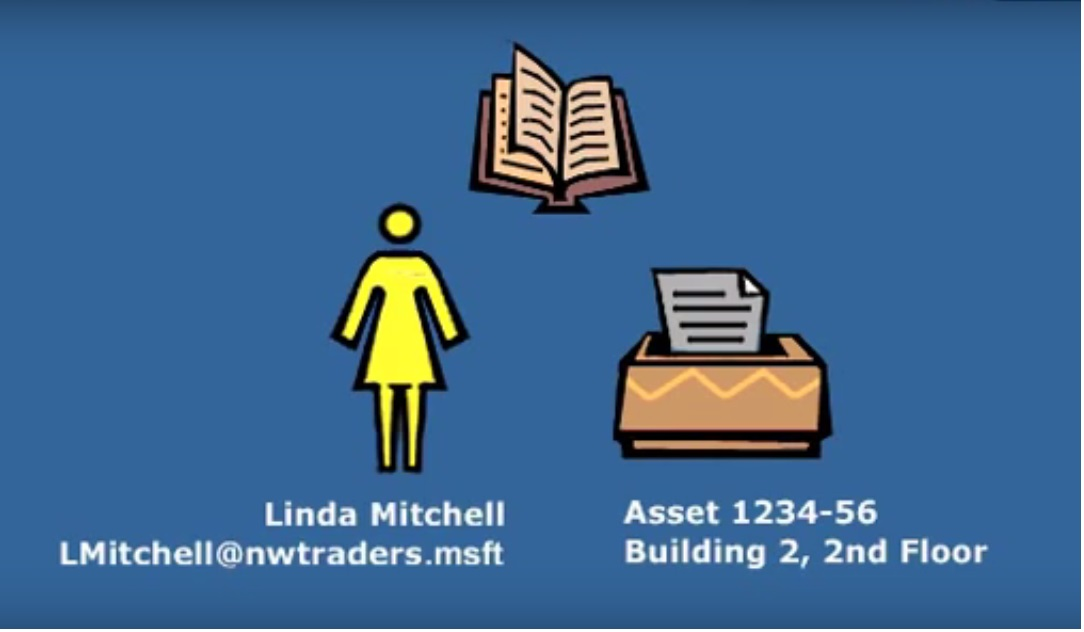 Linda Mitchell
LMitchell@nwtraders.msft
Asset 1234-56
Building 2, 2nd Floor